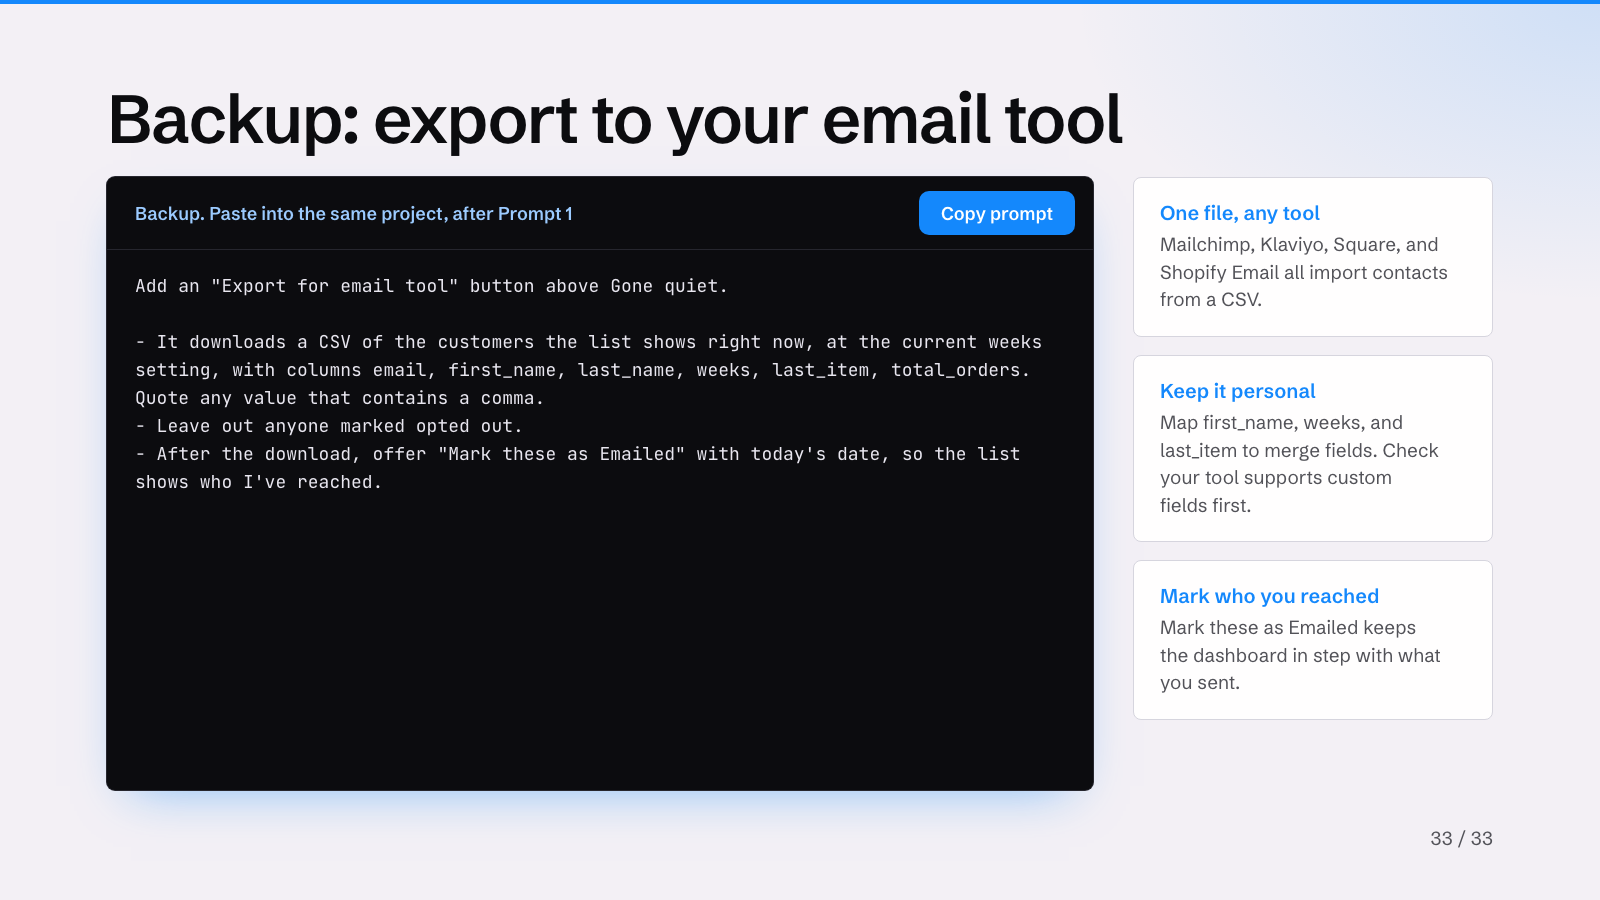 Backup: export to your email tool
Backup. Paste into the same project, after Prompt 1
Copy prompt
Add an "Export for email tool" button above Gone quiet.
- It downloads a CSV of the customers the list shows right now, at the current weeks
setting, with columns email, first_name, last_name, weeks, last_item, total_orders.
Quote any value that contains a comma.
- Leave out anyone marked opted out.
- After the download, offer "Mark these as Emailed" with today's date, so the list
shows who I've reached.
One file, any tool
Mailchimp, Klaviyo, Square, and
Shopify Email all import contacts
from a CSV.
Keep it personal
Map first_name, weeks, and
last_item to merge fields. Check
your tool supports custom
fields first.
Mark who you reached
Mark these as Emailed keeps
the dashboard in step with what
you sent.
33 / 33